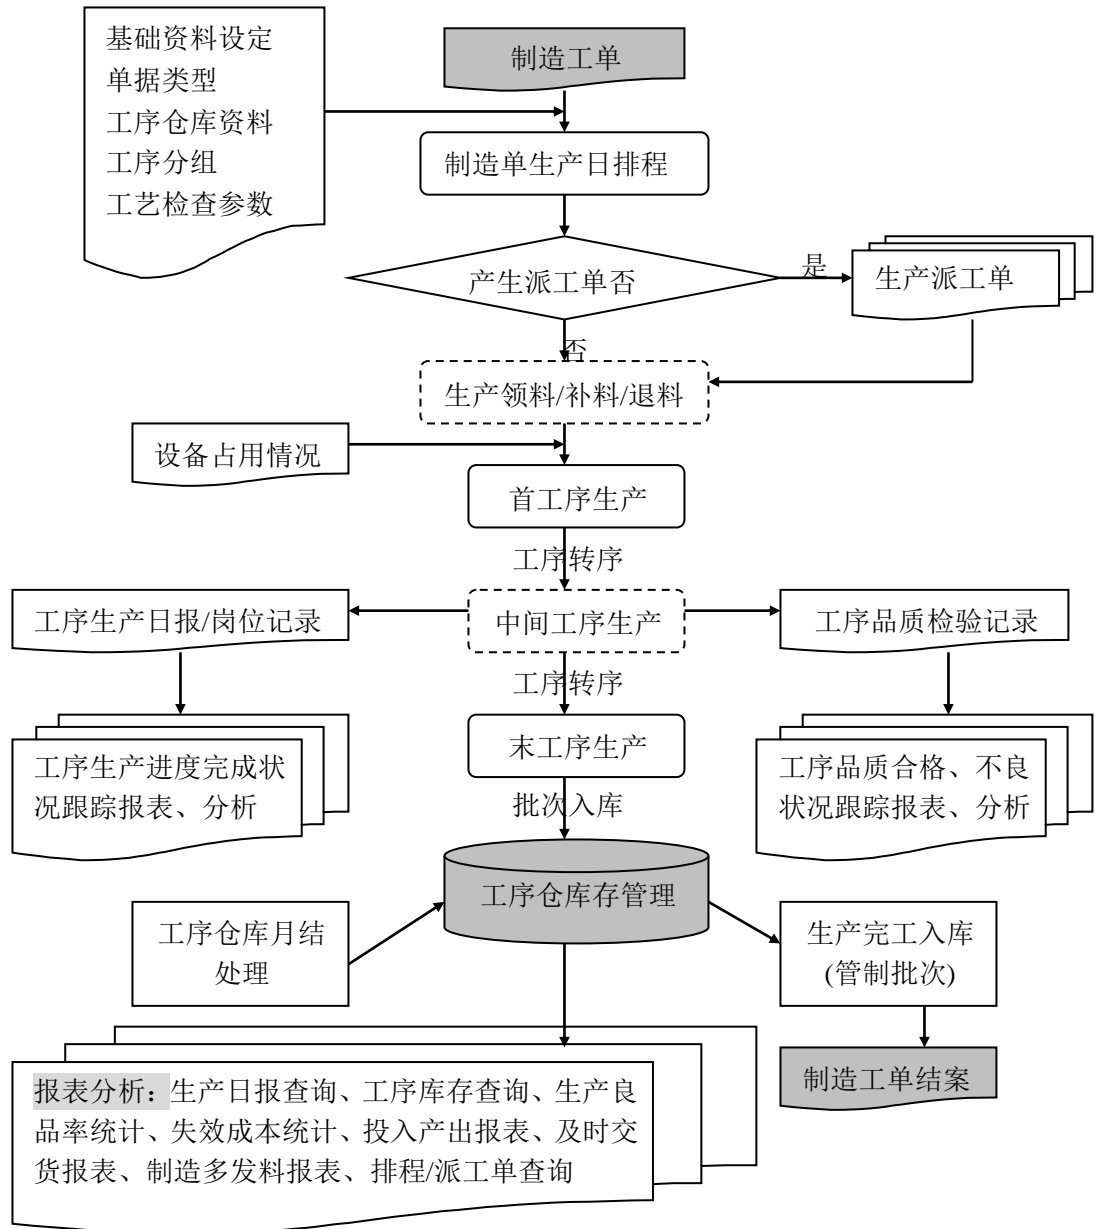 基础资料设定
单据类型
工序仓库资料
工序分组
工艺检查参数
制造工单
制造单生产日排程
产生派工单否
是
生产派工单
否
生产领料/补料/退料
设备占用情况
首工序生产
工序转序
工序生产日报/岗位记录
中间工序生产
工序品质检验记录
工序转序
工序生产进度完成状
况跟踪报表、分析
末工序生产
工序品质合格、不良
状况跟踪报表、分析
批次入库
工序仓库存管理
工序仓库月结
处理
生产完工入库
(管制批次)
制造工单结案
报表分析：生产日报查询、工序库存查询、生产良
品率统计、失效成本统计、投入产出报表、及时交
货报表、制造多发料报表、排程/派工单查询